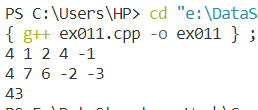 PS C:\Users\HP> cd "e:\DataS
{ g++ ex011.cpp -o ex011 } ;
4 1 2 4 -1
4 7 6 -2 -3
43